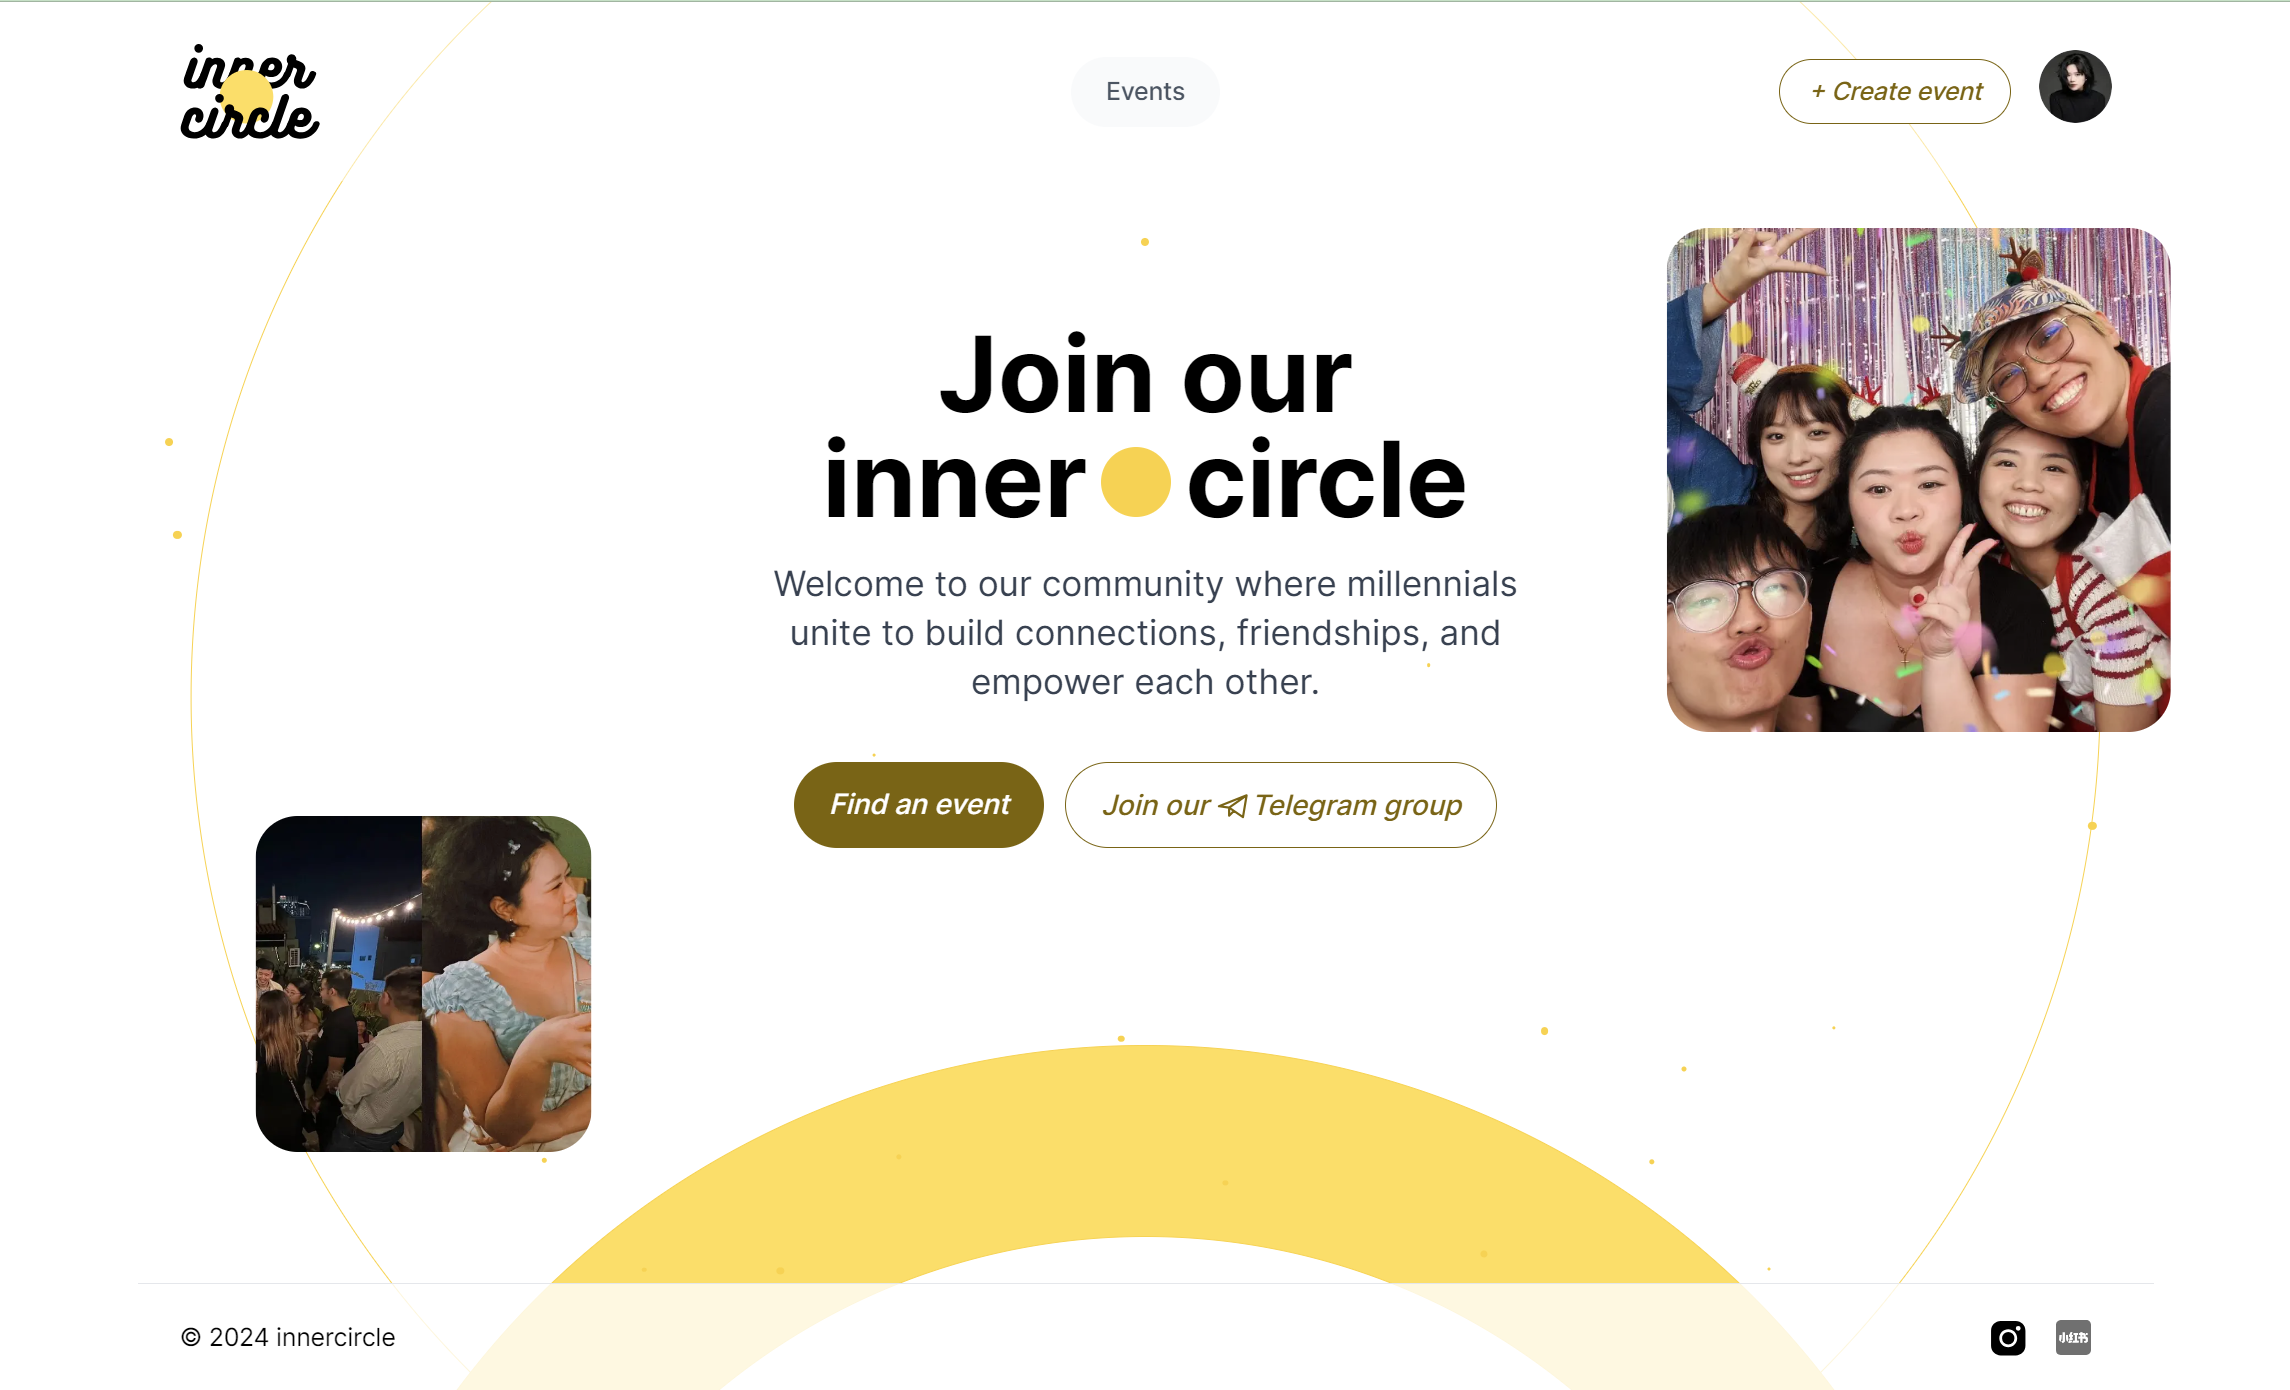 inner
circle
Events
+ Create event
Join our
inner circle
Welcome to our community where millennials
unite to build connections, friendships, and
empower each other.
Find an event
Join our Telegram group
© 2024 innercircle
小红书